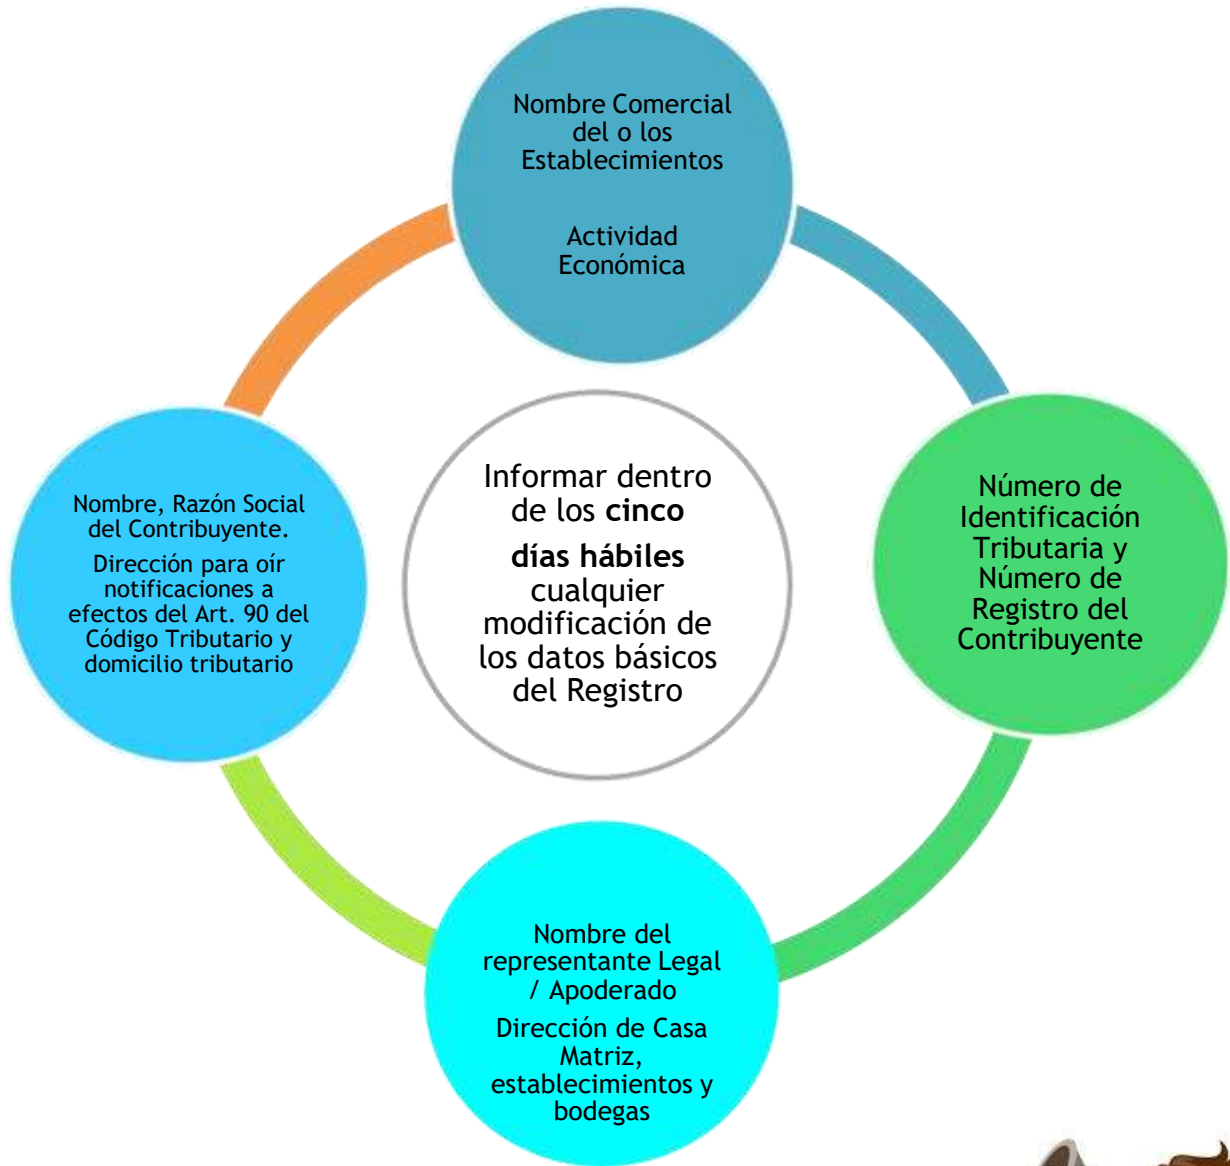 Nombre Comercial
del o los
Establecimientos
Actividad
Económica
Nombre, Razón Social
del Contribuyente.
Dirección para oír
notificaciones a
efectos del Art. 90 del
Código Tributario y
domicilio tributario
Informar dentro
de los cinco
días hábiles
cualquier
modificación de
los datos básicos
del Registro
Número de
Identificación
Tributaria y
Número de
Registro del
Contribuyente
Nombre del
representante Legal
/ Apoderado
Dirección de Casa
Matriz,
establecimientos y
bodegas